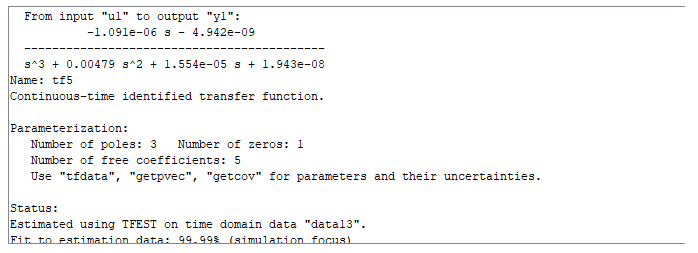 From input "u1" to output "y1":
-1.091e-06 s - 4.942e-09
-------------------------------------------
s^3 + 0.00479 s^2 + 1.554e-05 s + 1.943e-08
Name: tf5
Continuous-time identified transfer function.
Parameterization:
Number of poles: 3   Number of zeros: 1
Number of free coefficients: 5
Use "tfdata", "getpvec", "getcov" for parameters and their uncertainties.
Status:
Estimated using TFEST on time domain data "data13".
Fit to estimation data: 99.99% (simulation focus)